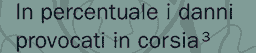 In percentuale i danni
provocati in corsia³